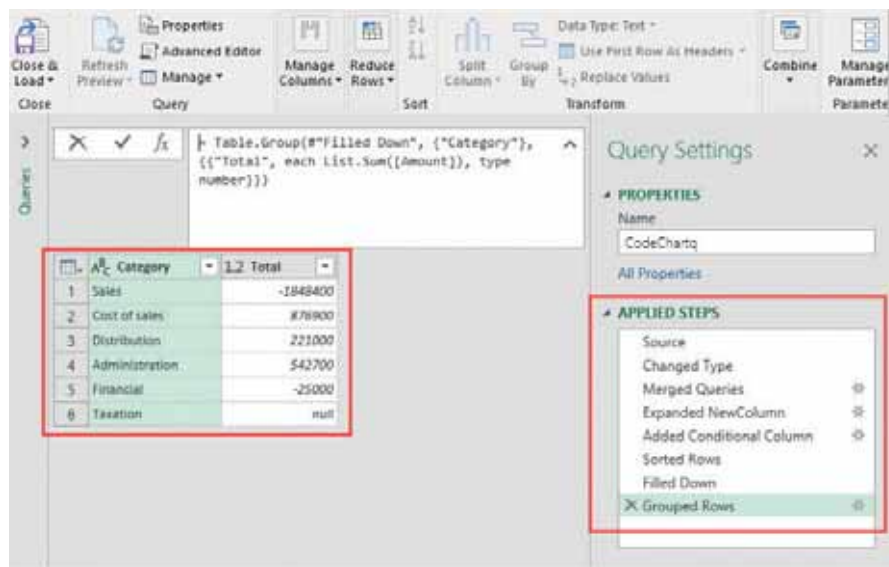 Close &
Load
Refresh
Preview
Properties
Advanced Editor
Manage
Manage
Columns
Reduce
Rows
Split
Column
Group
By
Data Type: Text
Use First Row As Headers
Replace Values
Combine
Manage
Parameter
Close
Query
Sort
Transform
Paramete
Queries
fx
= Table.Group(#"Filled Down", {"Category"},
{{"Total", each List.Sum([Amount]), type
number}})
Query Settings
PROPERTIES
Name
CodeChartq
All Properties
APPLIED STEPS
Source
Changed Type
Merged Queries
Expanded NewColumn
Added Conditional Column
Sorted Rows
Filled Down
Grouped Rows
ABC Category 1.2 Total
1 Sales -1848400
2 Cost of sales 876900
3 Distribution 221000
4 Administration 542700
5 Financial -25000
6 Taxation null